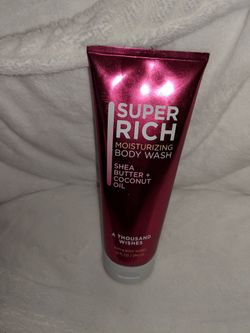 SUPER
RICH
MOISTURIZING
BODY WASH
SHEA
BUTTER +
COCONUT
OIL
A THOUSAND
WISHES